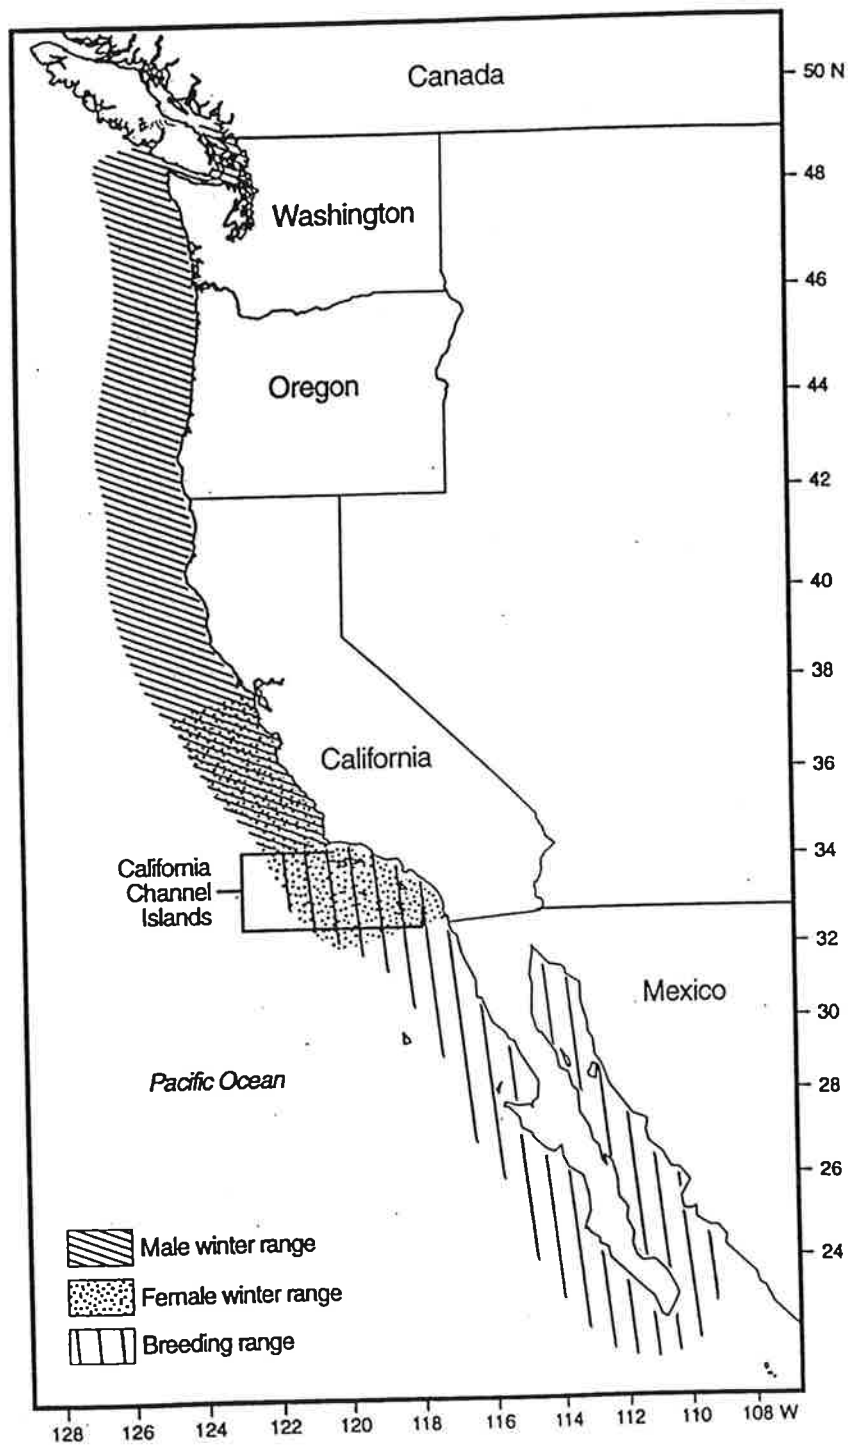 Canada
50 N
48
Washington
46
Oregon
44
42
40
38
California
36
34
California
Channel
Islands
32
Mexico
30
Pacific Ocean
28
26
24
Male winter range
Female winter range
Breeding range
128
126
124
122
120
118
116
114
112
110
108 W